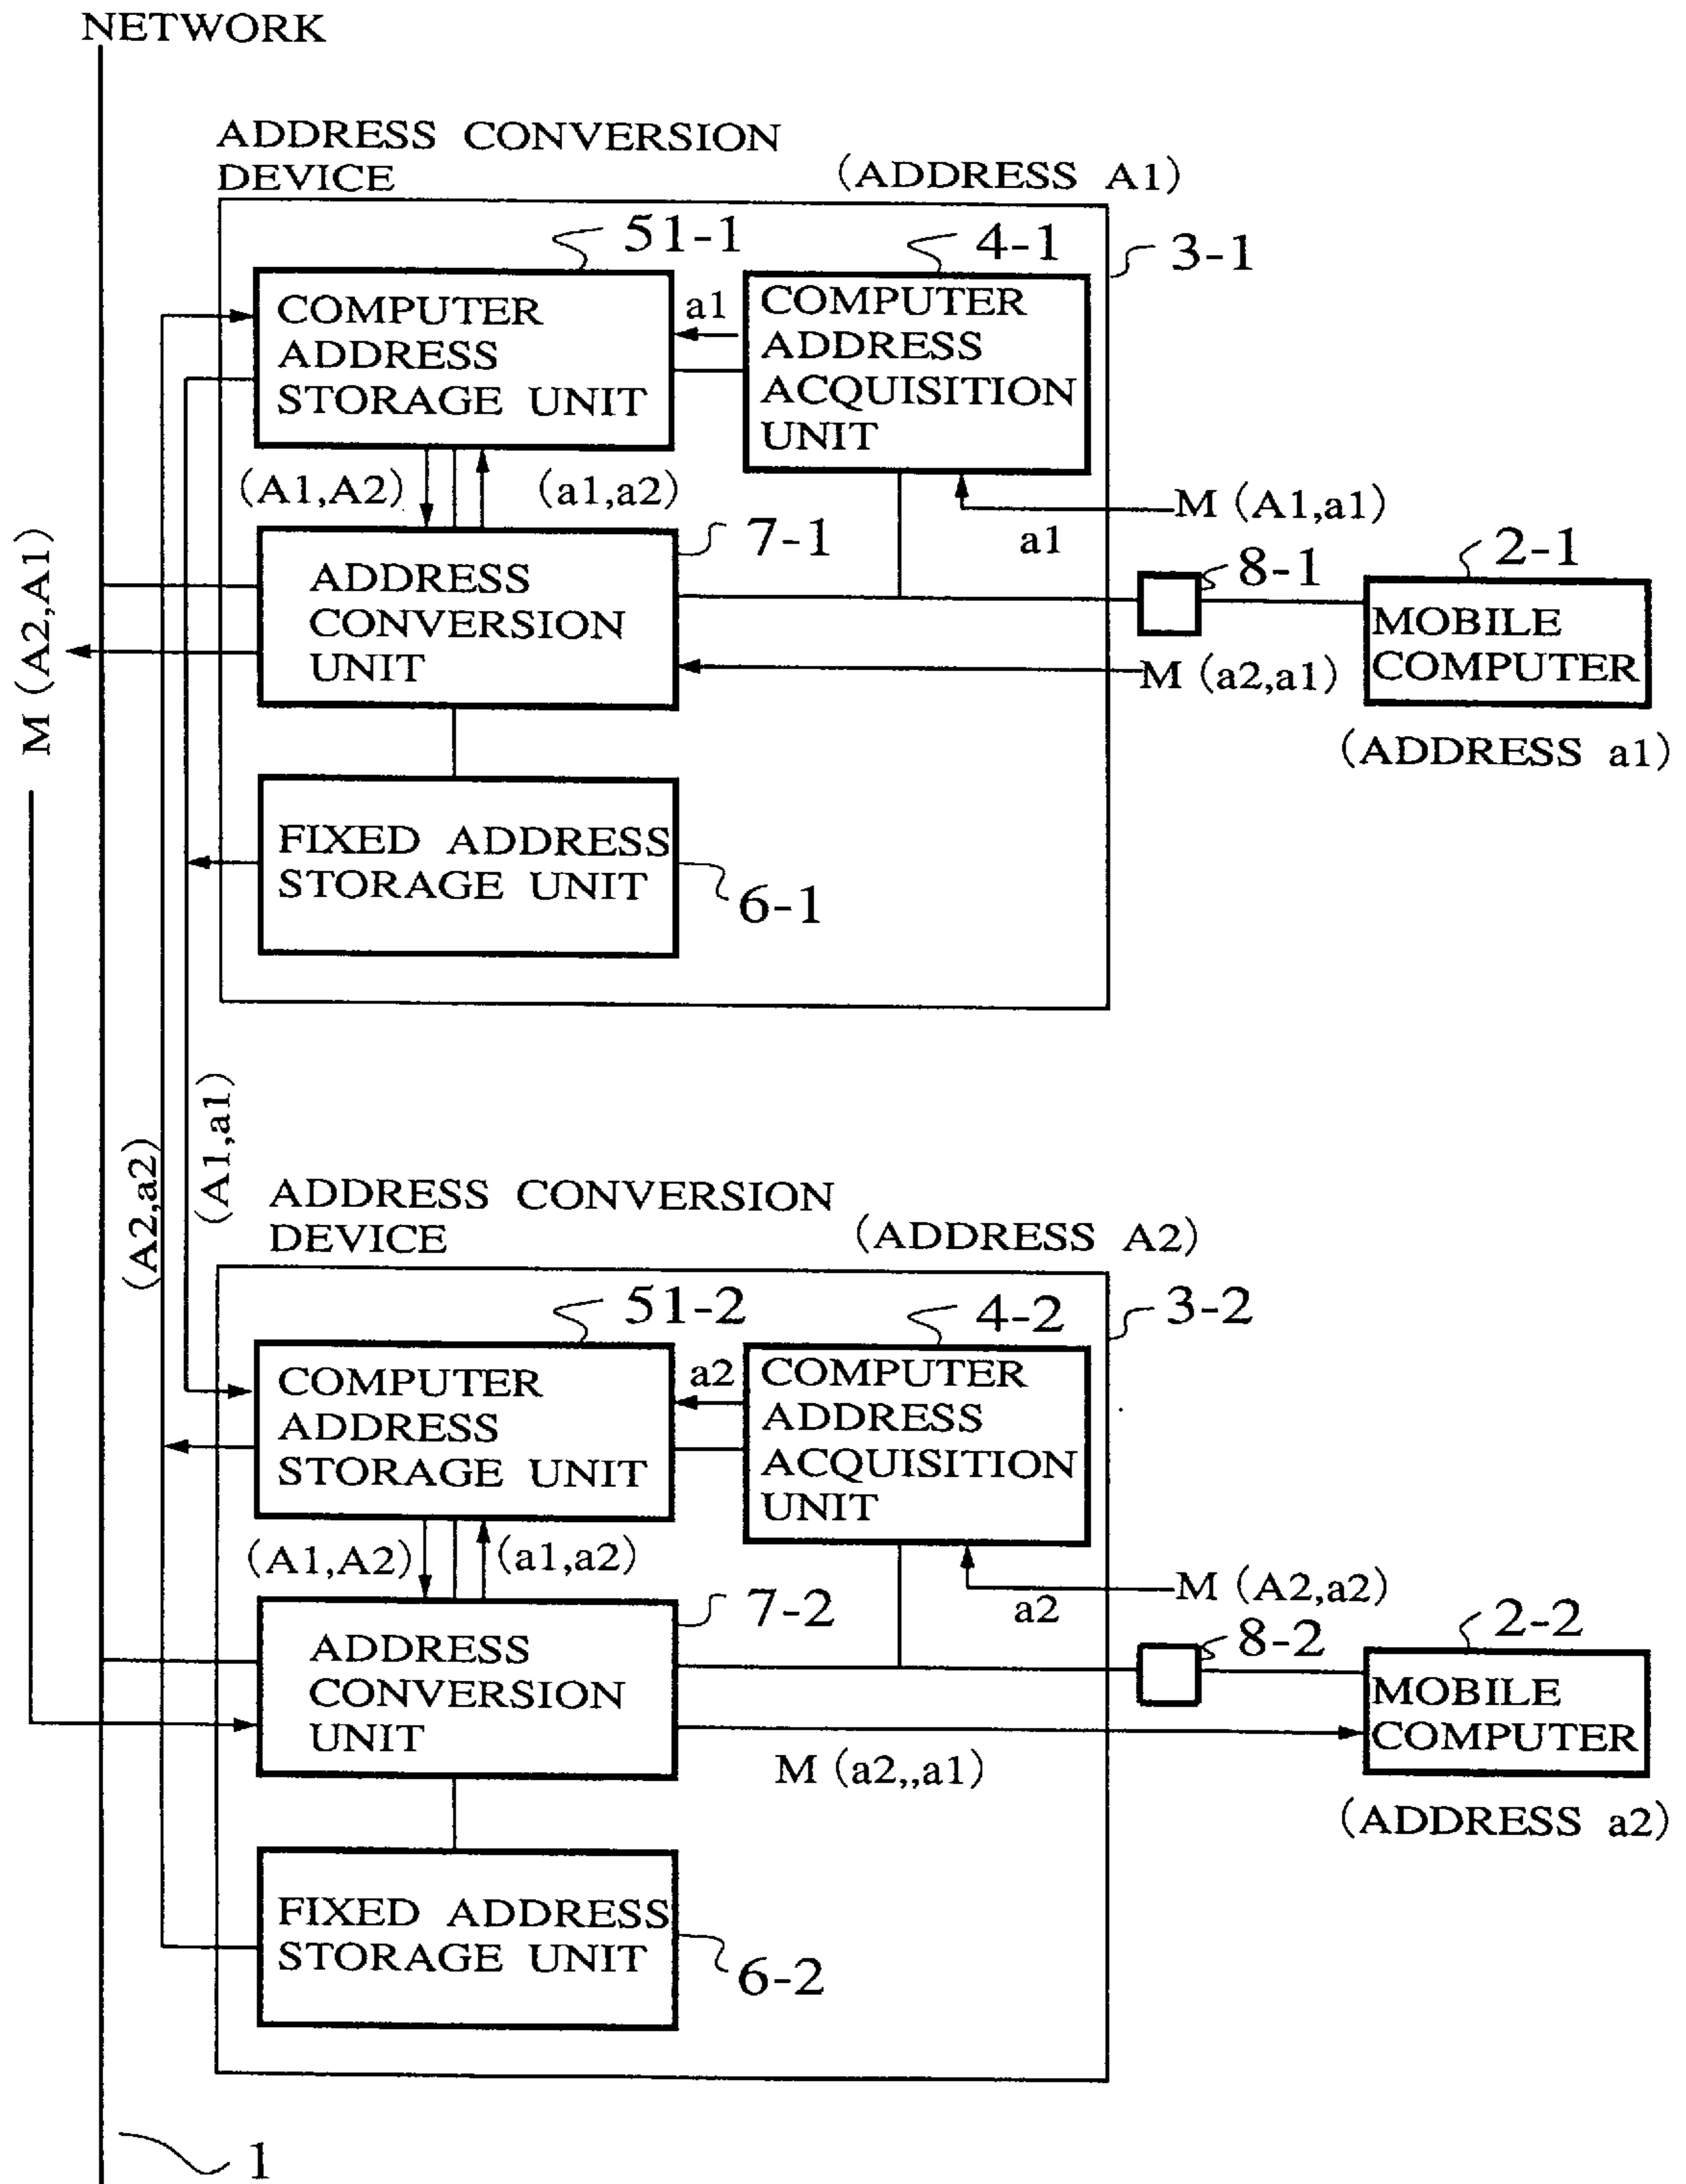 NETWORK
ADDRESS CONVERSION
DEVICE
(ADDRESS A1)
51-1
4-1
3-1
COMPUTER
ADDRESS
STORAGE UNIT
a1
COMPUTER
ADDRESS
ACQUISITION
UNIT
(A1,A2)
(a1,a2)
M (A1,a1)
a1
7-1
8-1
2-1
M (A2,A1)
ADDRESS
CONVERSION
UNIT
MOBILE
COMPUTER
M (a2,a1)
(ADDRESS a1)
FIXED ADDRESS
STORAGE UNIT
6-1
(A2,a2)
(A1,a1)
ADDRESS CONVERSION
DEVICE
(ADDRESS A2)
51-2
4-2
3-2
COMPUTER
ADDRESS
STORAGE UNIT
a2
COMPUTER
ADDRESS
ACQUISITION
UNIT
(A1,A2)
(a1,a2)
M (A2,a2)
a2
7-2
8-2
2-2
ADDRESS
CONVERSION
UNIT
MOBILE
COMPUTER
M (a2,,a1)
(ADDRESS a2)
FIXED ADDRESS
STORAGE UNIT
6-2
1